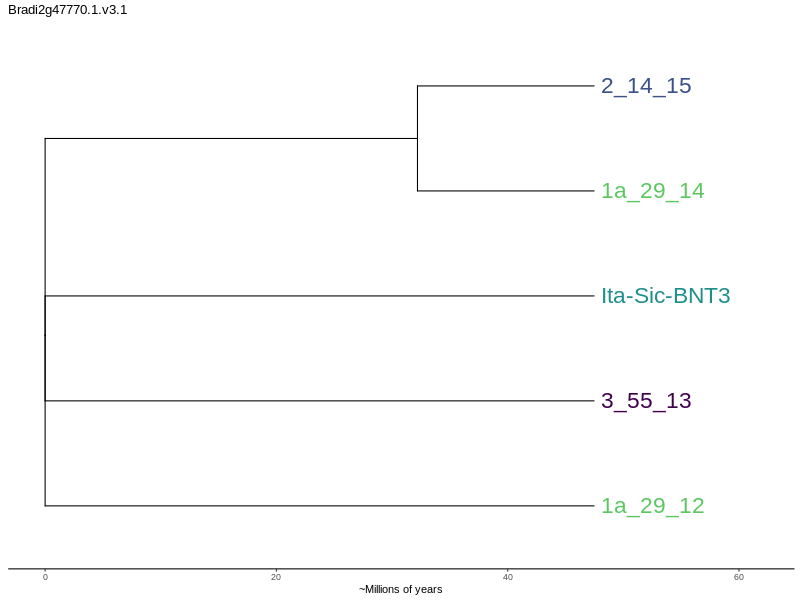 Bradi2g47770.1.v3.1
2_14_15
1a_29_14
Ita-Sic-BNT3
3_55_13
1a_29_12
0 20 40 60
~Millions of years